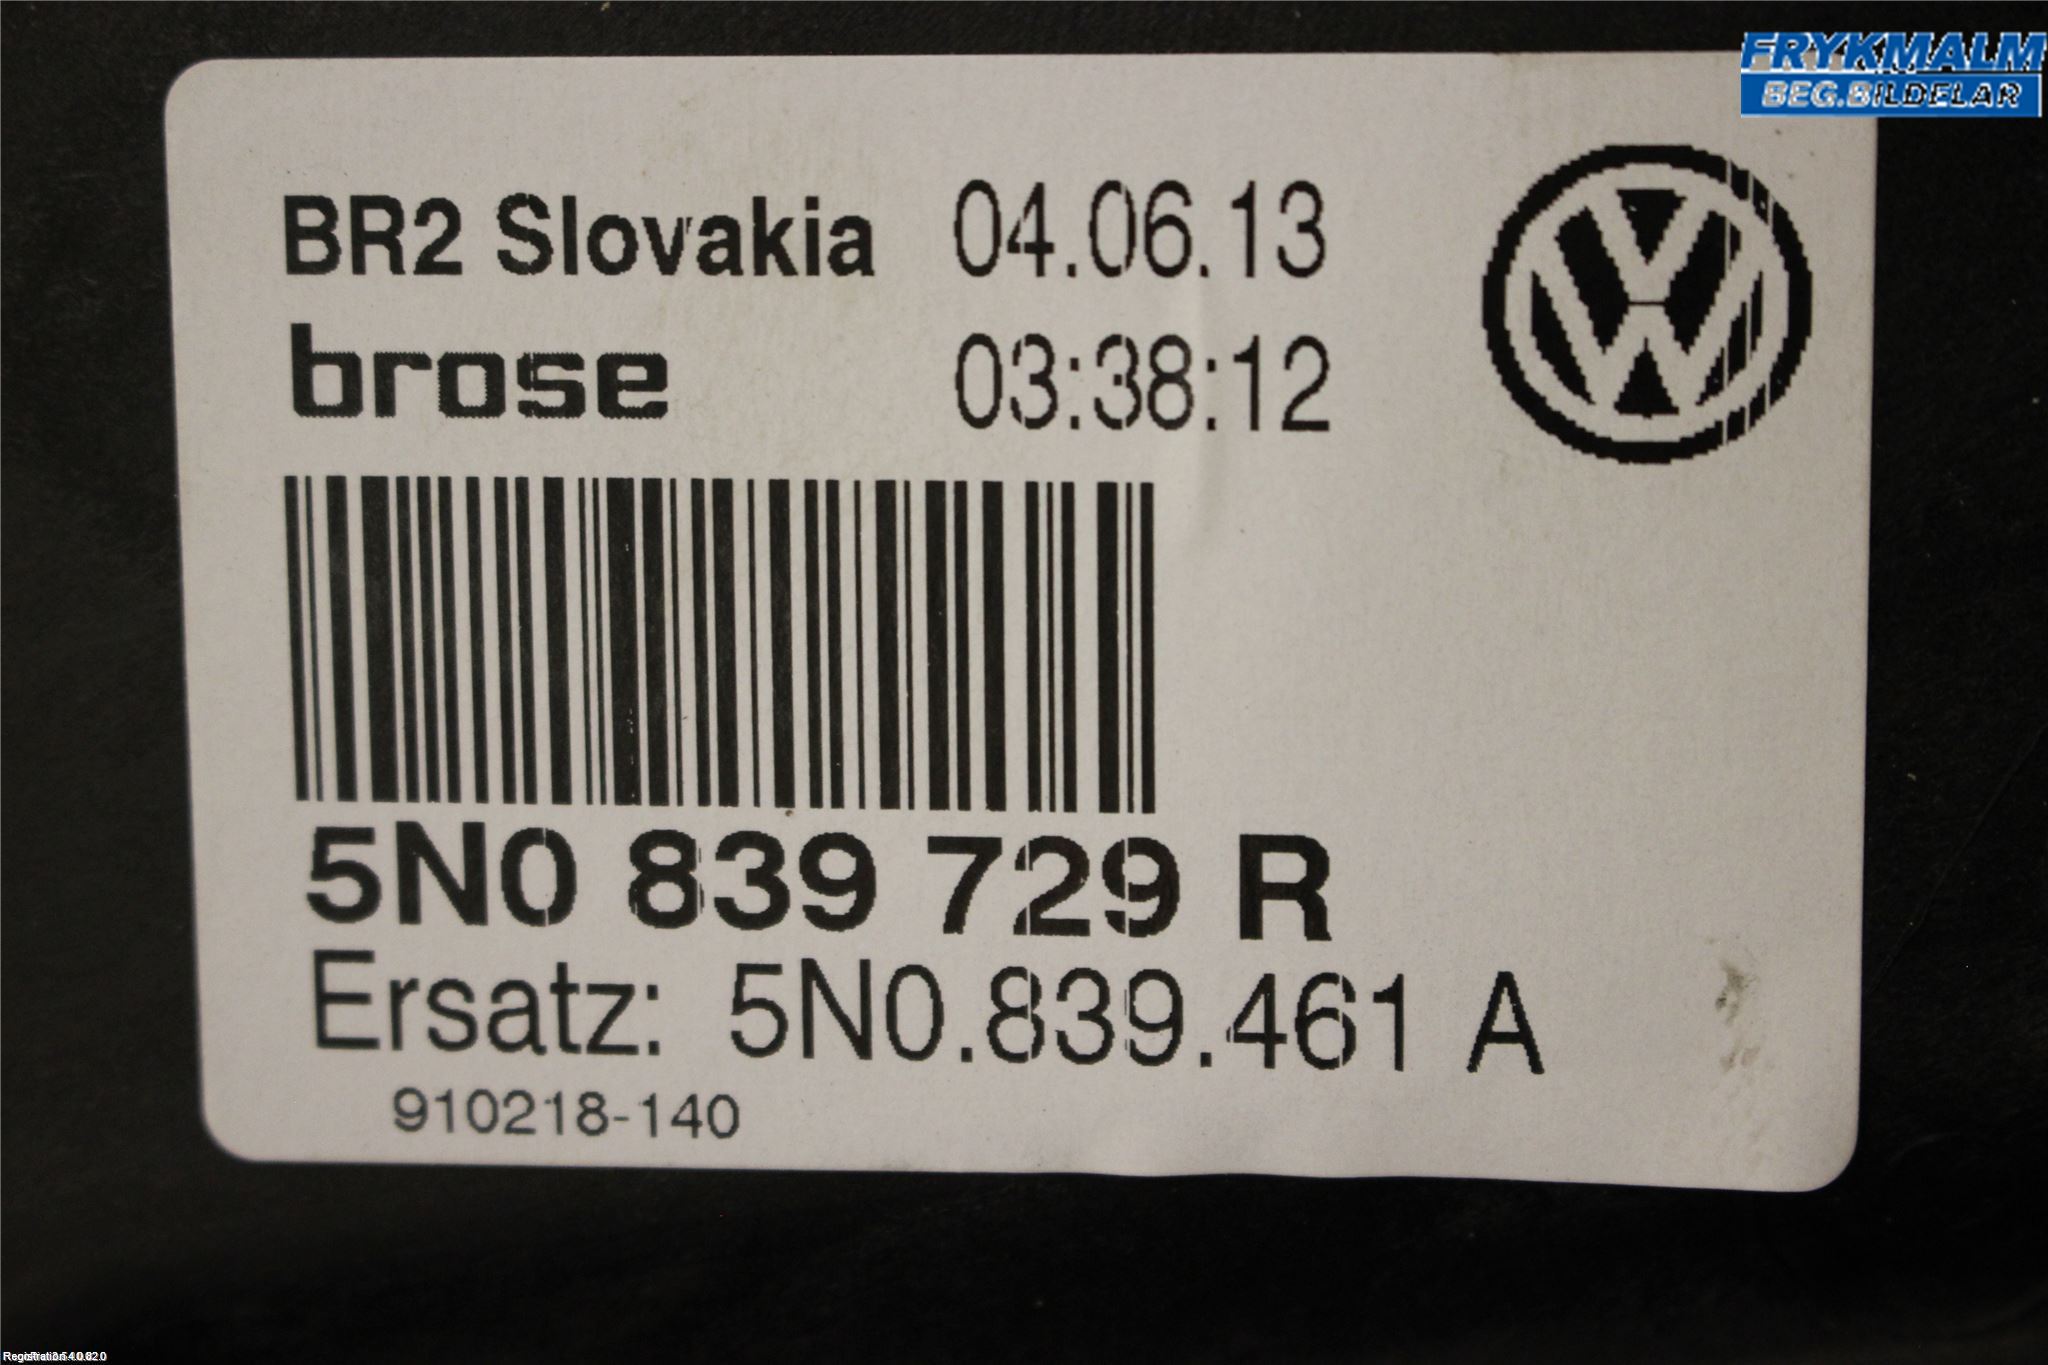 FRYKMALM
BEG.BILDELAR
BR2 Slovakia 04.06.13
brose 03:38:12
5N0 839 729 R
Ersatz: 5N0.839.461 A
910218-140